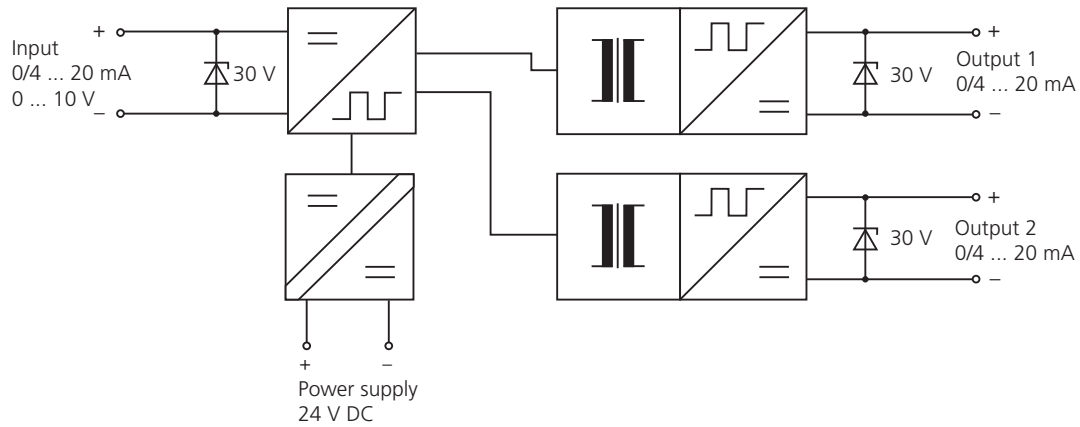 +
Input
0/4 ... 20 mA
0 ... 10 V
–
30 V
30 V
+
Output 1
0/4 ... 20 mA
–
30 V
+
Output 2
0/4 ... 20 mA
–
+ –
Power supply
24 V DC